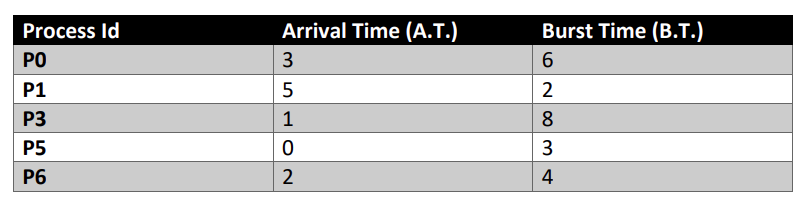 Process Id Arrival Time (A.T.) Burst Time (B.T.)
P0 3 6
P1 5 2
P3 1 8
P5 0 3
P6 2 4